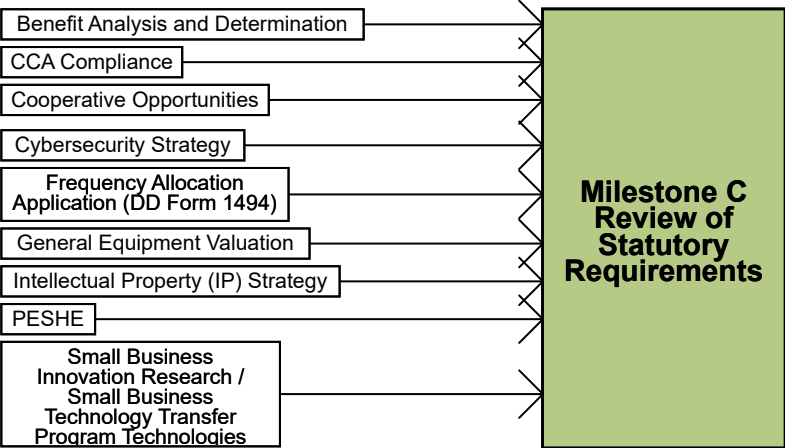 Benefit Analysis and Determination
CCA Compliance
Cooperative Opportunities
Cybersecurity Strategy
Frequency Allocation
Application (DD Form 1494)
General Equipment Valuation
Intellectual Property (IP) Strategy
PESHE
Small Business
Innovation Research /
Small Business
Technology Transfer
Program Technologies
Milestone C
Review of
Statutory
Requirements